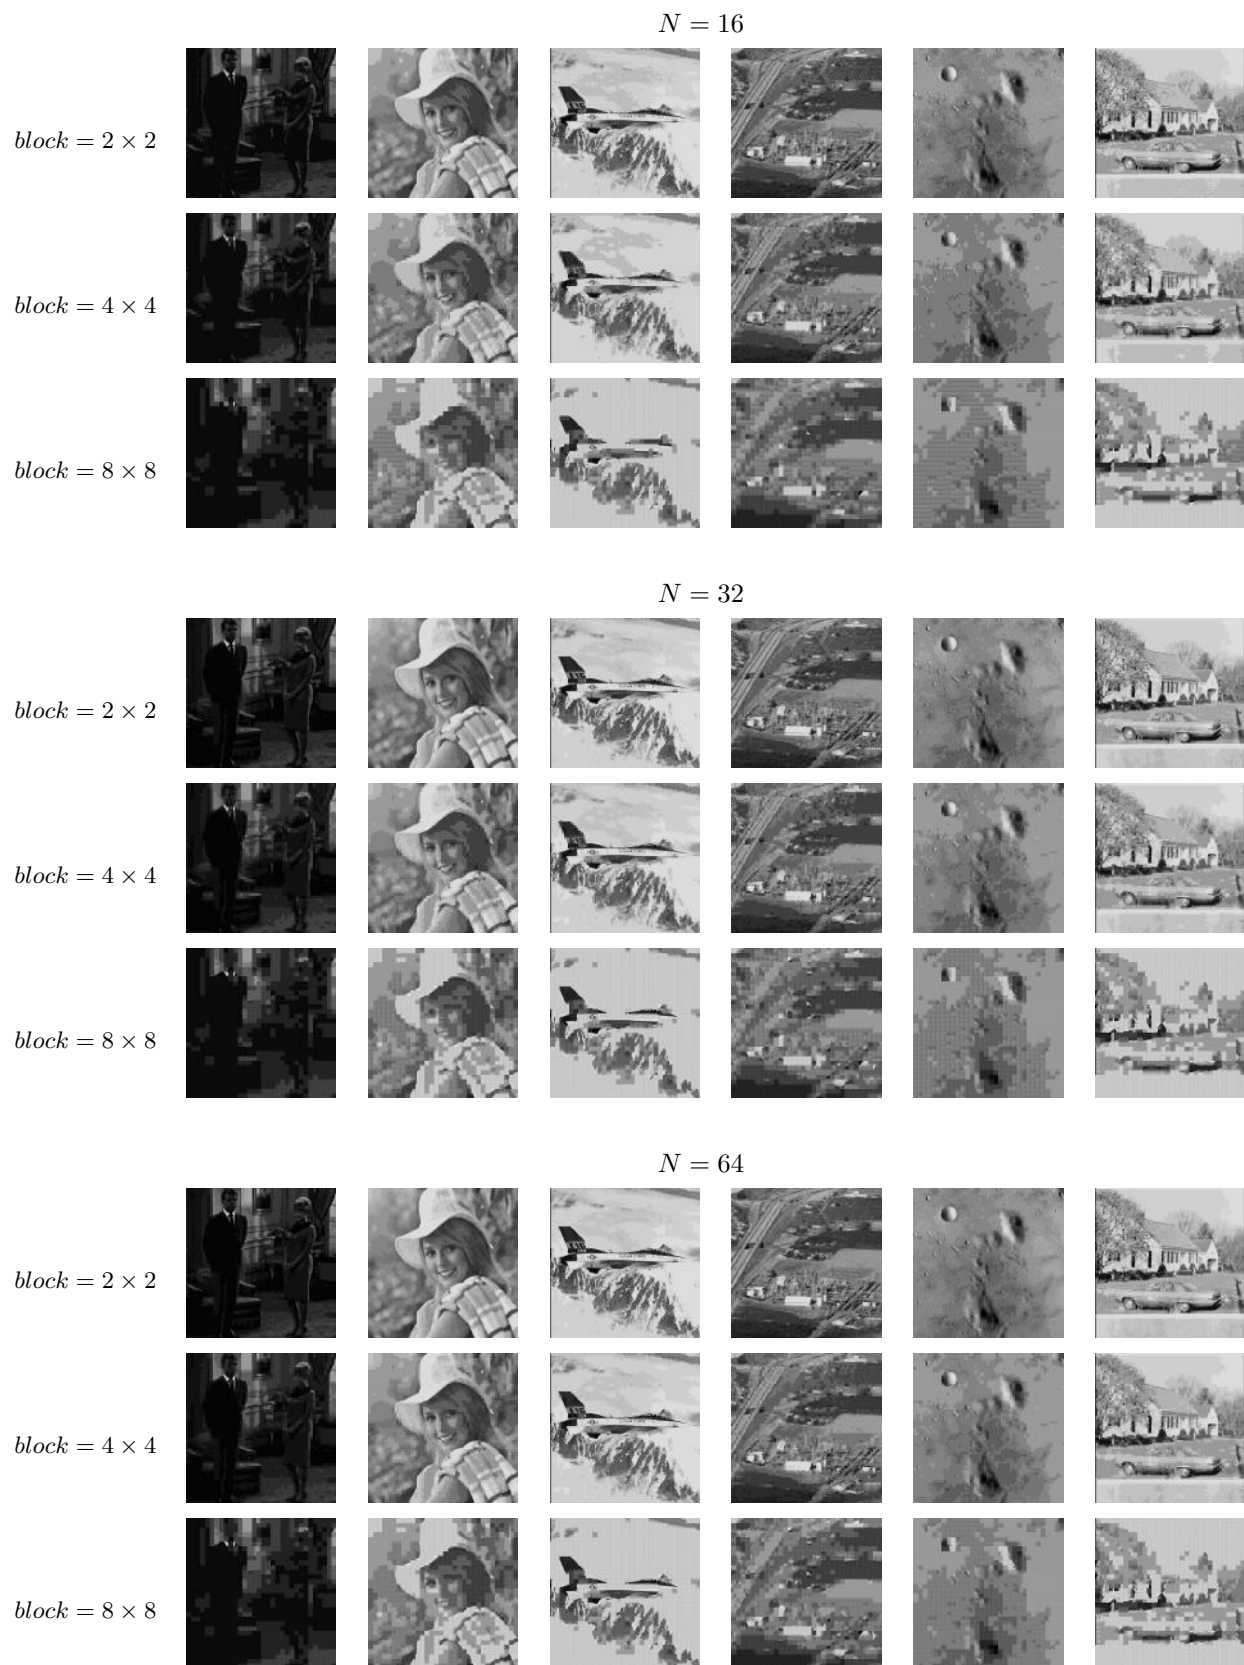 N = 16
block = 2 × 2
block = 4 × 4
block = 8 × 8
N = 32
block = 2 × 2
block = 4 × 4
block = 8 × 8
N = 64
block = 2 × 2
block = 4 × 4
block = 8 × 8